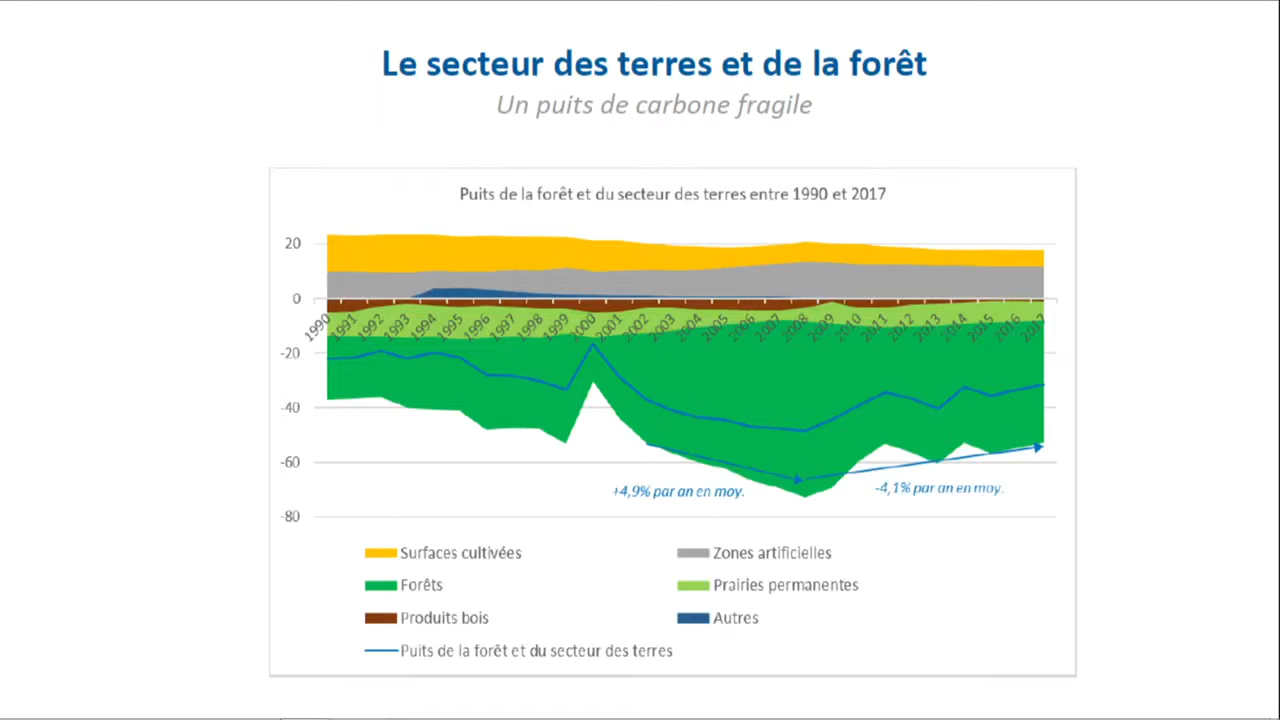 Le secteur des terres et de la forêt
Un puits de carbone fragile
Puits de la forêt et du secteur des terres entre 1990 et 2017
20
0
-20
-40
-60
-80
1990 1991 1992 1993 1994 1995 1996 1997 1998 1999 2000 2001 2002 2003 2004 2005 2006 2007 2008 2009 2010 2011 2012 2013 2014 2015 2016 2017
+4,9% par an en moy.
-4,1% par an en moy.
Surfaces cultivées
Zones artificielles
Forêts
Prairies permanentes
Produits bois
Autres
Puits de la forêt et du secteur des terres